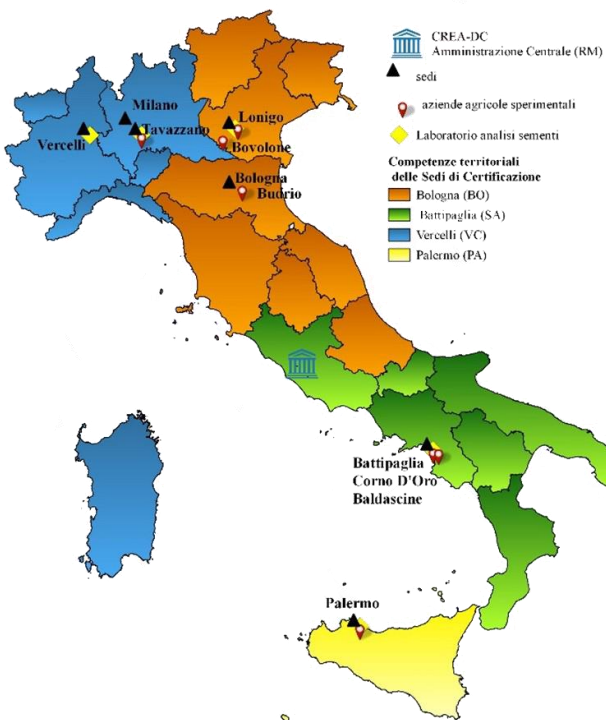 CREA-DC
Amministrazione Centrale (RM)
sedi
aziende agricole sperimentali
Laboratorio analisi sementi
Competenze territoriali
delle Sedi di Certificazione
Bologna (BO)
Battipaglia (SA)
Vercelli (VC)
Palermo (PA)
Milano
Tavazzano
Vercelli
Lonigo
Bovolone
Bologna
Budrio
Battipaglia
Corno D'Oro
Baldascine
Palermo